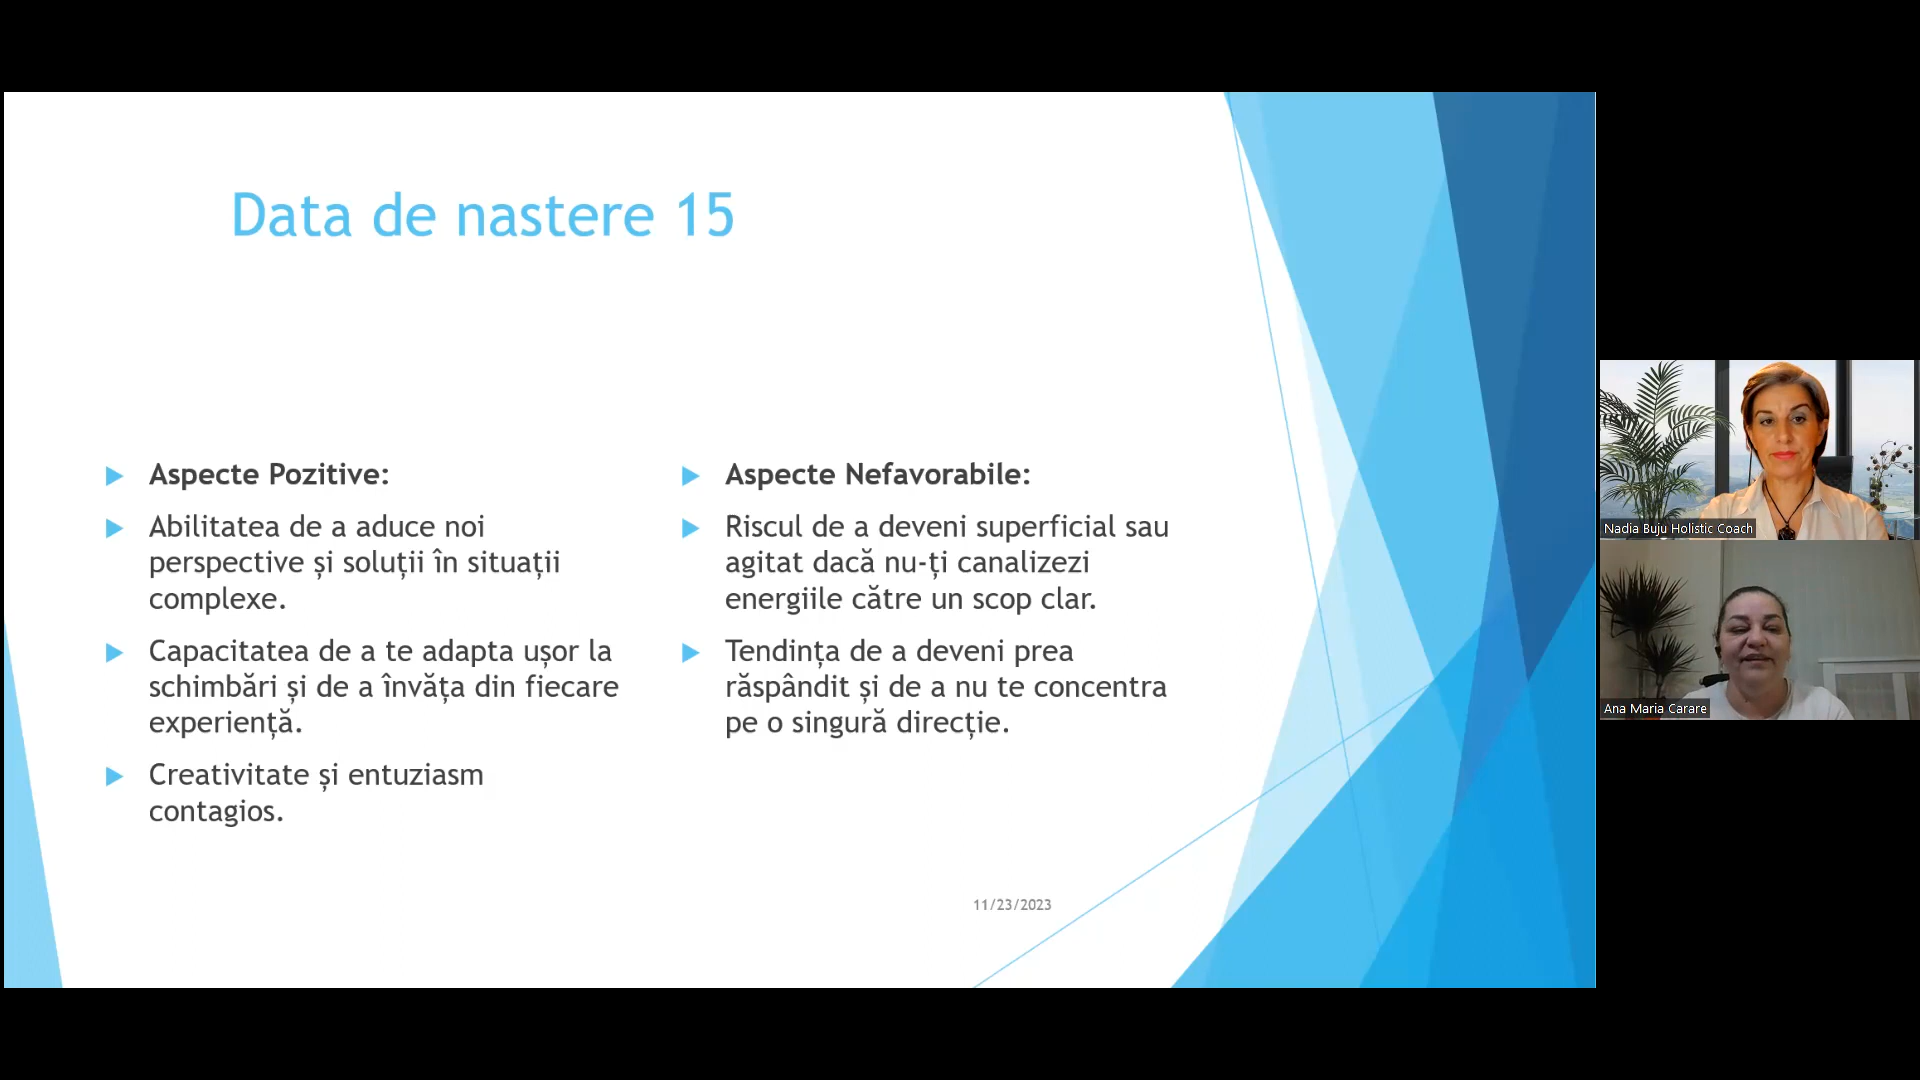 Data de nastere 15
Aspecte Pozitive:
Abilitatea de a aduce noi
perspective și soluții în situații
complexe.
Capacitatea de a te adapta ușor la
schimbări și de a învăța din fiecare
experiență.
Creativitate și entuziasm
contagios.
Aspecte Nefavorabile:
Riscul de a deveni superficial sau
agitat dacă nu-ți canalizezi
energiile către un scop clar.
Tendința de a deveni prea
răspândit și de a nu te concentra
pe o singură direcție.
11/23/2023
Nadia Buju Holistic Coach
Ana Maria Carare